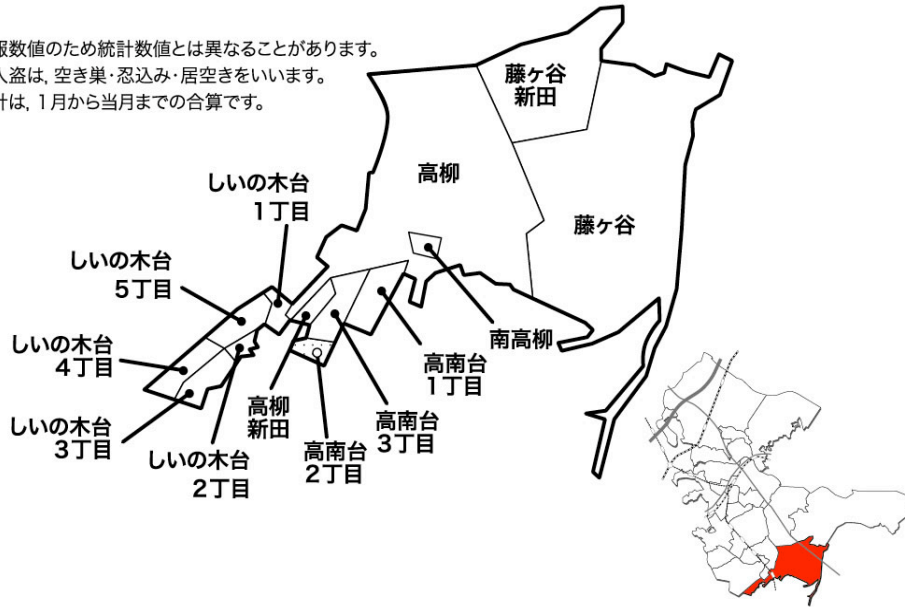 報数値のため統計数値とは異なることがあります。
人盗は, 空き巣・忍込み・居空きをいいます。
計は, 1月から当月までの合算です。
藤ヶ谷
新田
高柳
藤ヶ谷
しいの木台
1丁目
しいの木台
5丁目
しいの木台
4丁目
しいの木台
3丁目
しいの木台
2丁目
高柳
新田
高南台
2丁目
高南台
3丁目
高南台
1丁目
南高柳